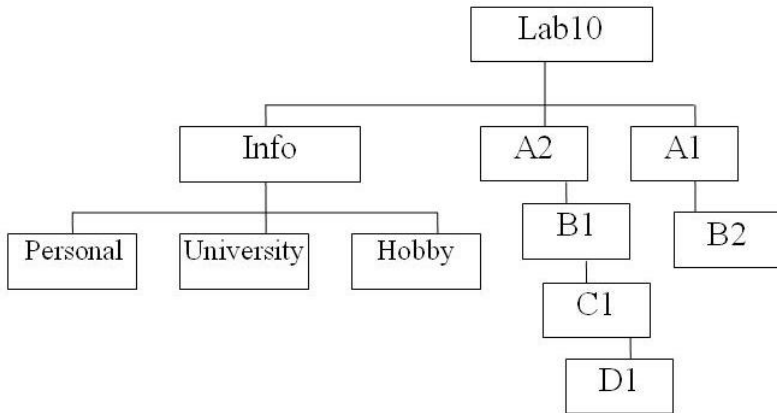 Lab10
Info
A2
A1
Personal
University
Hobby
B1
B2
C1
D1